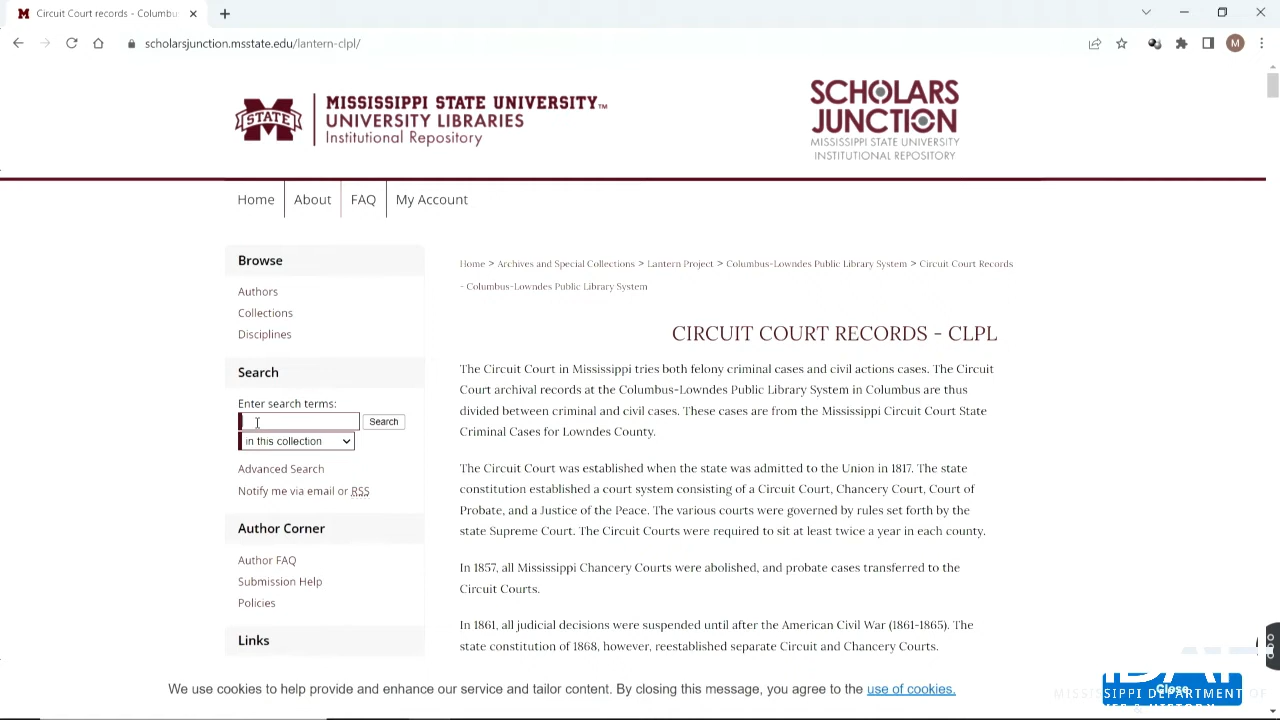 Circuit Court records - Columbu
scholarsjunction.msstate.edu/lantern-clpl/
M
STATE
MISSISSIPPI STATE UNIVERSITY™
UNIVERSITY LIBRARIES
Institutional Repository
SCHOLARS
JUNCTION
MISSISSIPPI STATE UNIVERSITY
INSTITUTIONAL REPOSITORY
Home
About
FAQ
My Account
Browse
Authors
Collections
Disciplines
Search
Enter search terms:
Search
in this collection
Advanced Search
Notify me via email or RSS
Author Corner
Author FAQ
Submission Help
Policies
Links
Home > Archives and Special Collections > Lantern Project > Columbus-Lowndes Public Library System > Circuit Court Records
- Columbus-Lowndes Public Library System
CIRCUIT COURT RECORDS - CLPL
The Circuit Court in Mississippi tries both felony criminal cases and civil actions cases. The Circuit
Court archival records at the Columbus-Lowndes Public Library System in Columbus are thus
divided between criminal and civil cases. These cases are from the Mississippi Circuit Court State
Criminal Cases for Lowndes County.
The Circuit Court was established when the state was admitted to the Union in 1817. The state
constitution established a court system consisting of a Circuit Court, Chancery Court, Court of
Probate, and a Justice of the Peace. The various courts were governed by rules set forth by the
state Supreme Court. The Circuit Courts were required to sit at least twice a year in each county.
In 1857, all Mississippi Chancery Courts were abolished, and probate cases transferred to the
Circuit Courts.
In 1861, all judicial decisions were suspended until after the American Civil War (1861-1865). The
state constitution of 1868, however, reestablished separate Circuit and Chancery Courts.
We use cookies to help provide and enhance our service and tailor content. By closing this message, you agree to the use of cookies.
Close
MISSISSIPPI DEPARTMENT OF
& HISTORY